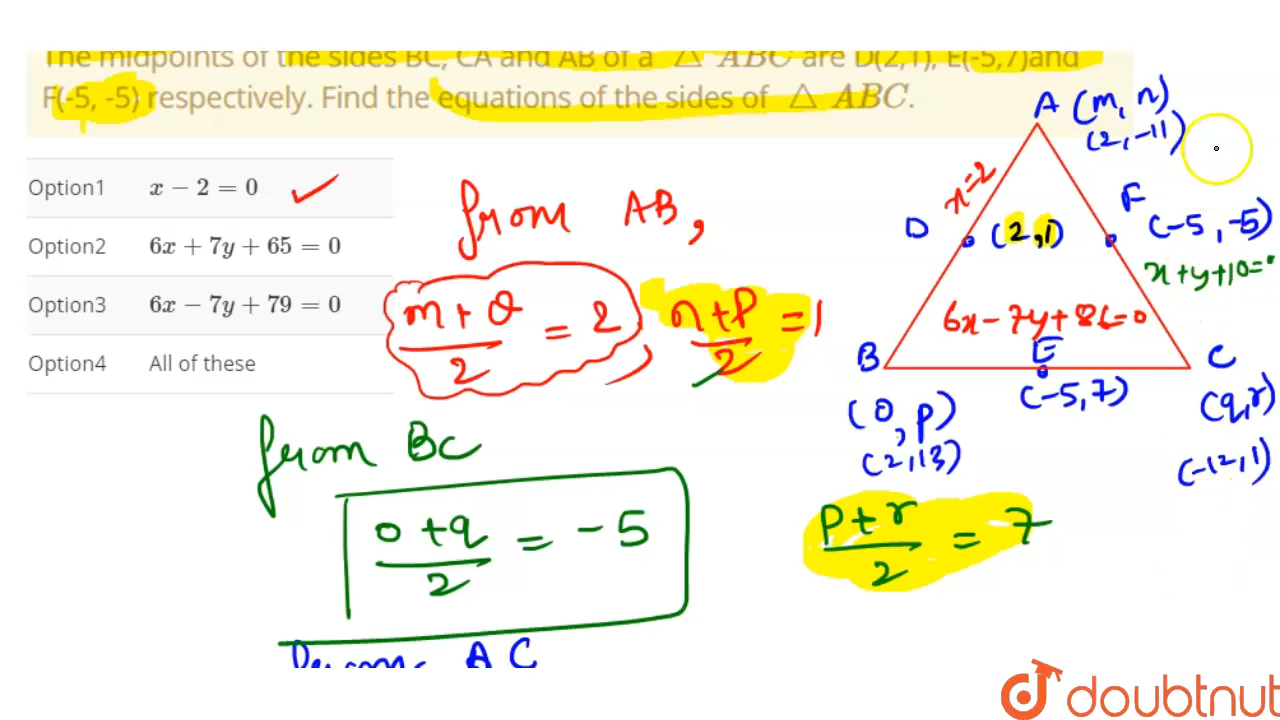 The midpoints of the sides BC, CA and AB of a △ ABC are D(2,1), E(-5,7)and
F(-5, -5) respectively. Find the equations of the sides of △ ABC.
Option1 x − 2 = 0
Option2 6x + 7y + 65 = 0
Option3 6x − 7y + 79 = 0
Option4 All of these
from AB,
m+o/2 = 2, n+p/2 = 1
from BC
o+q/2 = -5
p+r/2 = 7
from AC
A (m, n)
(2, -11)
x=2
D (2,1)
F (-5, -5)
x+y+10=0
6x-7y+86=0
B E C
(-5,7)
(o, p) (q,r)
(2,13) (-12,1)
doubtnut